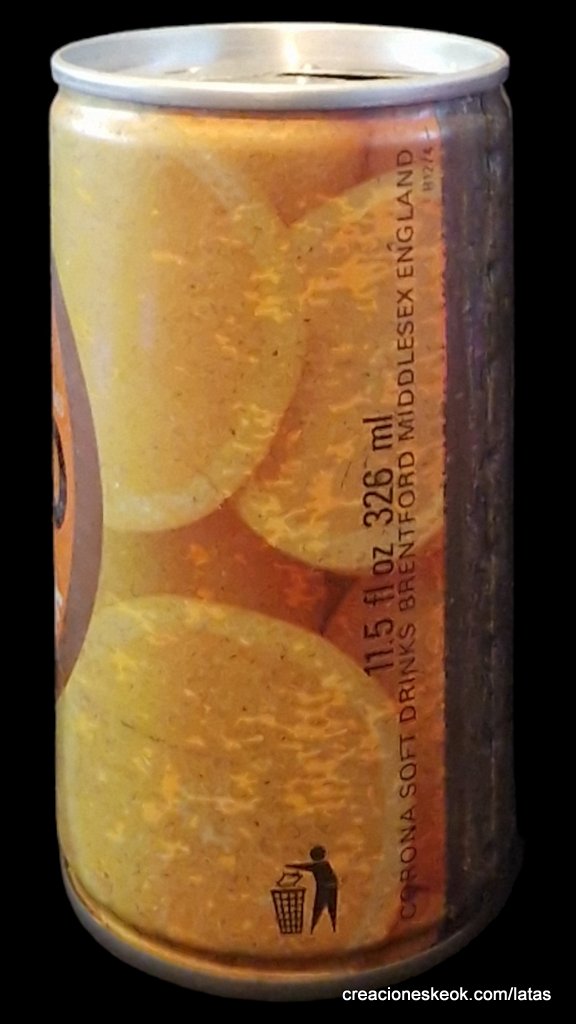 11.5 fl oz 326 ml
CORONA SOFT DRINKS BRENTFORD MIDDLESEX ENGLAND
creacioneskeok.com/latas